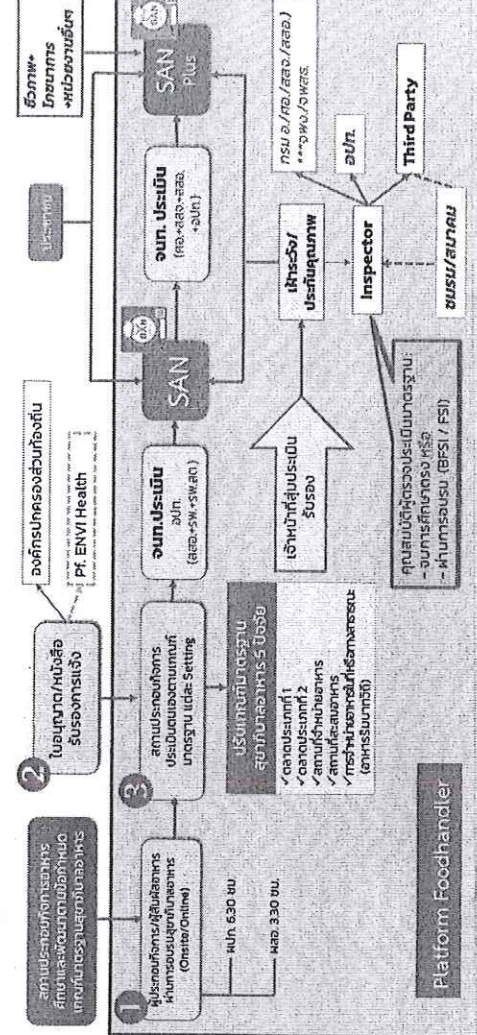 สถานประกอบกิจการอาหาร
ศึกษาและพัฒนาตามข้อกำหนด
เกณฑ์มาตรฐานสุขาภิบาลอาหาร
2
ใบอนุญาต/หนังสือ
รับรองการแจ้ง
องค์กรปกครองส่วนท้องถิ่น
Pf. ENVI Health
ประชาชน
ชีวภาพ+
โภชนาการ
+หน่วยงานอื่นๆ
1
ผู้ประกอบกิจการ/ผู้สัมผัสอาหาร
ผ่านการอบรมสุขาภิบาลอาหาร
(Onsite/Online)
ผปก. 6.30 ชม.
ผสอ. 3.30 ชม.
3
สถานประกอบกิจการ
ประเมินตนเองตามเกณฑ์
มาตรฐาน แต่ละ Setting
จนท.ประเมิน
อปท.
(สสอ.+รพ.+รพ.สต.)
SAN
SAN
จนท. ประเมิน
(ศอ.+สสจ.+สสอ.
+อปท.)
SAN
Plus
SAN
ปรับเกณฑ์มาตรฐาน
สุขาภิบาลอาหาร 5 ปัจจัย
✓ตลาดประเภทที่ 1
✓ตลาดประเภทที่ 2
✓สถานที่จำหน่ายอาหาร
✓สถานที่สะสมอาหาร
✓การจำหน่ายอาหารในที่หรือทางสาธารณะ
(อาหารริมบาทวิถี)
เจ้าหน้าที่สุ่มประเมิน
รับรอง
เฝ้าระวัง/
ประกันคุณภาพ
Inspector
กรม อ./ศอ./สสจ./สสอ./
***จพง./จพสธ.
อปท.
Third Party
ชมรม/สมาคม
คุณสมบัติผู้ตรวจประเมินมาตรฐาน:
- จบการศึกษาตรง หรือ
- ผ่านการอบรม (BFSI / FSI)
Platform Foodhandler